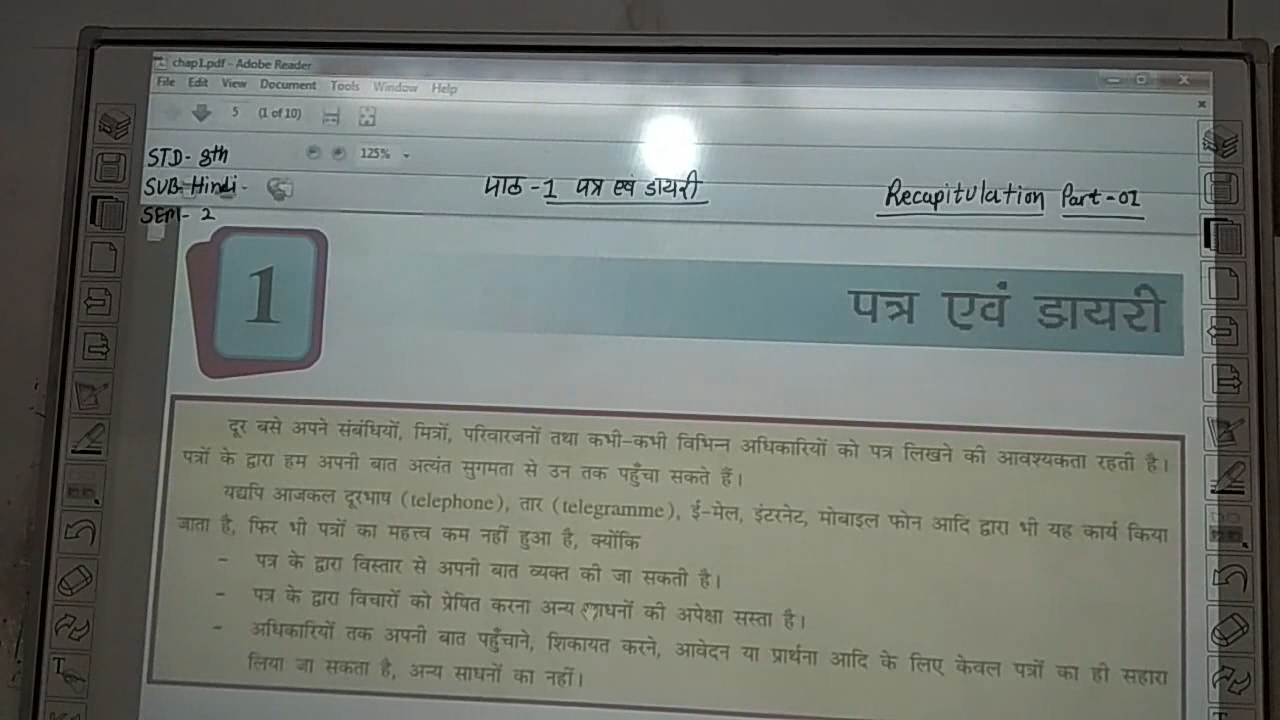 chap1.pdf - Adobe Reader
File Edit View Document Tools Window Help
5 (1 of 10)
125%
STD- 8th
SUB- Hindi-
SEM- 2
पाठ -1 पत्र एवं डायरी
Recapitulation Part-01
1
पत्र एवं डायरी
दूर बसे अपने संबंधियों, मित्रों, परिवारजनों तथा कभी-कभी विभिन्न अधिकारियों को पत्र लिखने की आवश्यकता रहती है।
पत्रों के द्वारा हम अपनी बात अत्यंत सुगमता से उन तक पहुँचा सकते हैं।
यद्यपि आजकल दूरभाष (telephone), तार (telegramme), ई-मेल, इंटरनेट, मोबाइल फोन आदि द्वारा भी यह कार्य किया
जाता है, फिर भी पत्रों का महत्त्व कम नहीं हुआ है, क्योंकि
- पत्र के द्वारा विस्तार से अपनी बात व्यक्त की जा सकती है।
- पत्र के द्वारा विचारों को प्रेषित करना अन्य साधनों की अपेक्षा सस्ता है।
- अधिकारियों तक अपनी बात पहुँचाने, शिकायत करने, आवेदन या प्रार्थना आदि के लिए केवल पत्रों का ही सहारा
लिया जा सकता है, अन्य साधनों का नहीं।